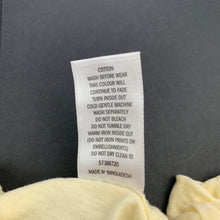 COTTON
WASH BEFORE WEAR
THIS COLOUR WILL
CONTINUE TO FADE
TURN INSIDE OUT
COLD GENTLE MACHINE
WASH SEPARATELY
DO NOT BLEACH
DO NOT TUMBLE DRY
WARM IRON INSIDE OUT
(DO NOT IRON PRINTS OR
EMBELLISHMENTS)
DO NOT DRY CLEAN
57386720
MADE IN BANGLADESH